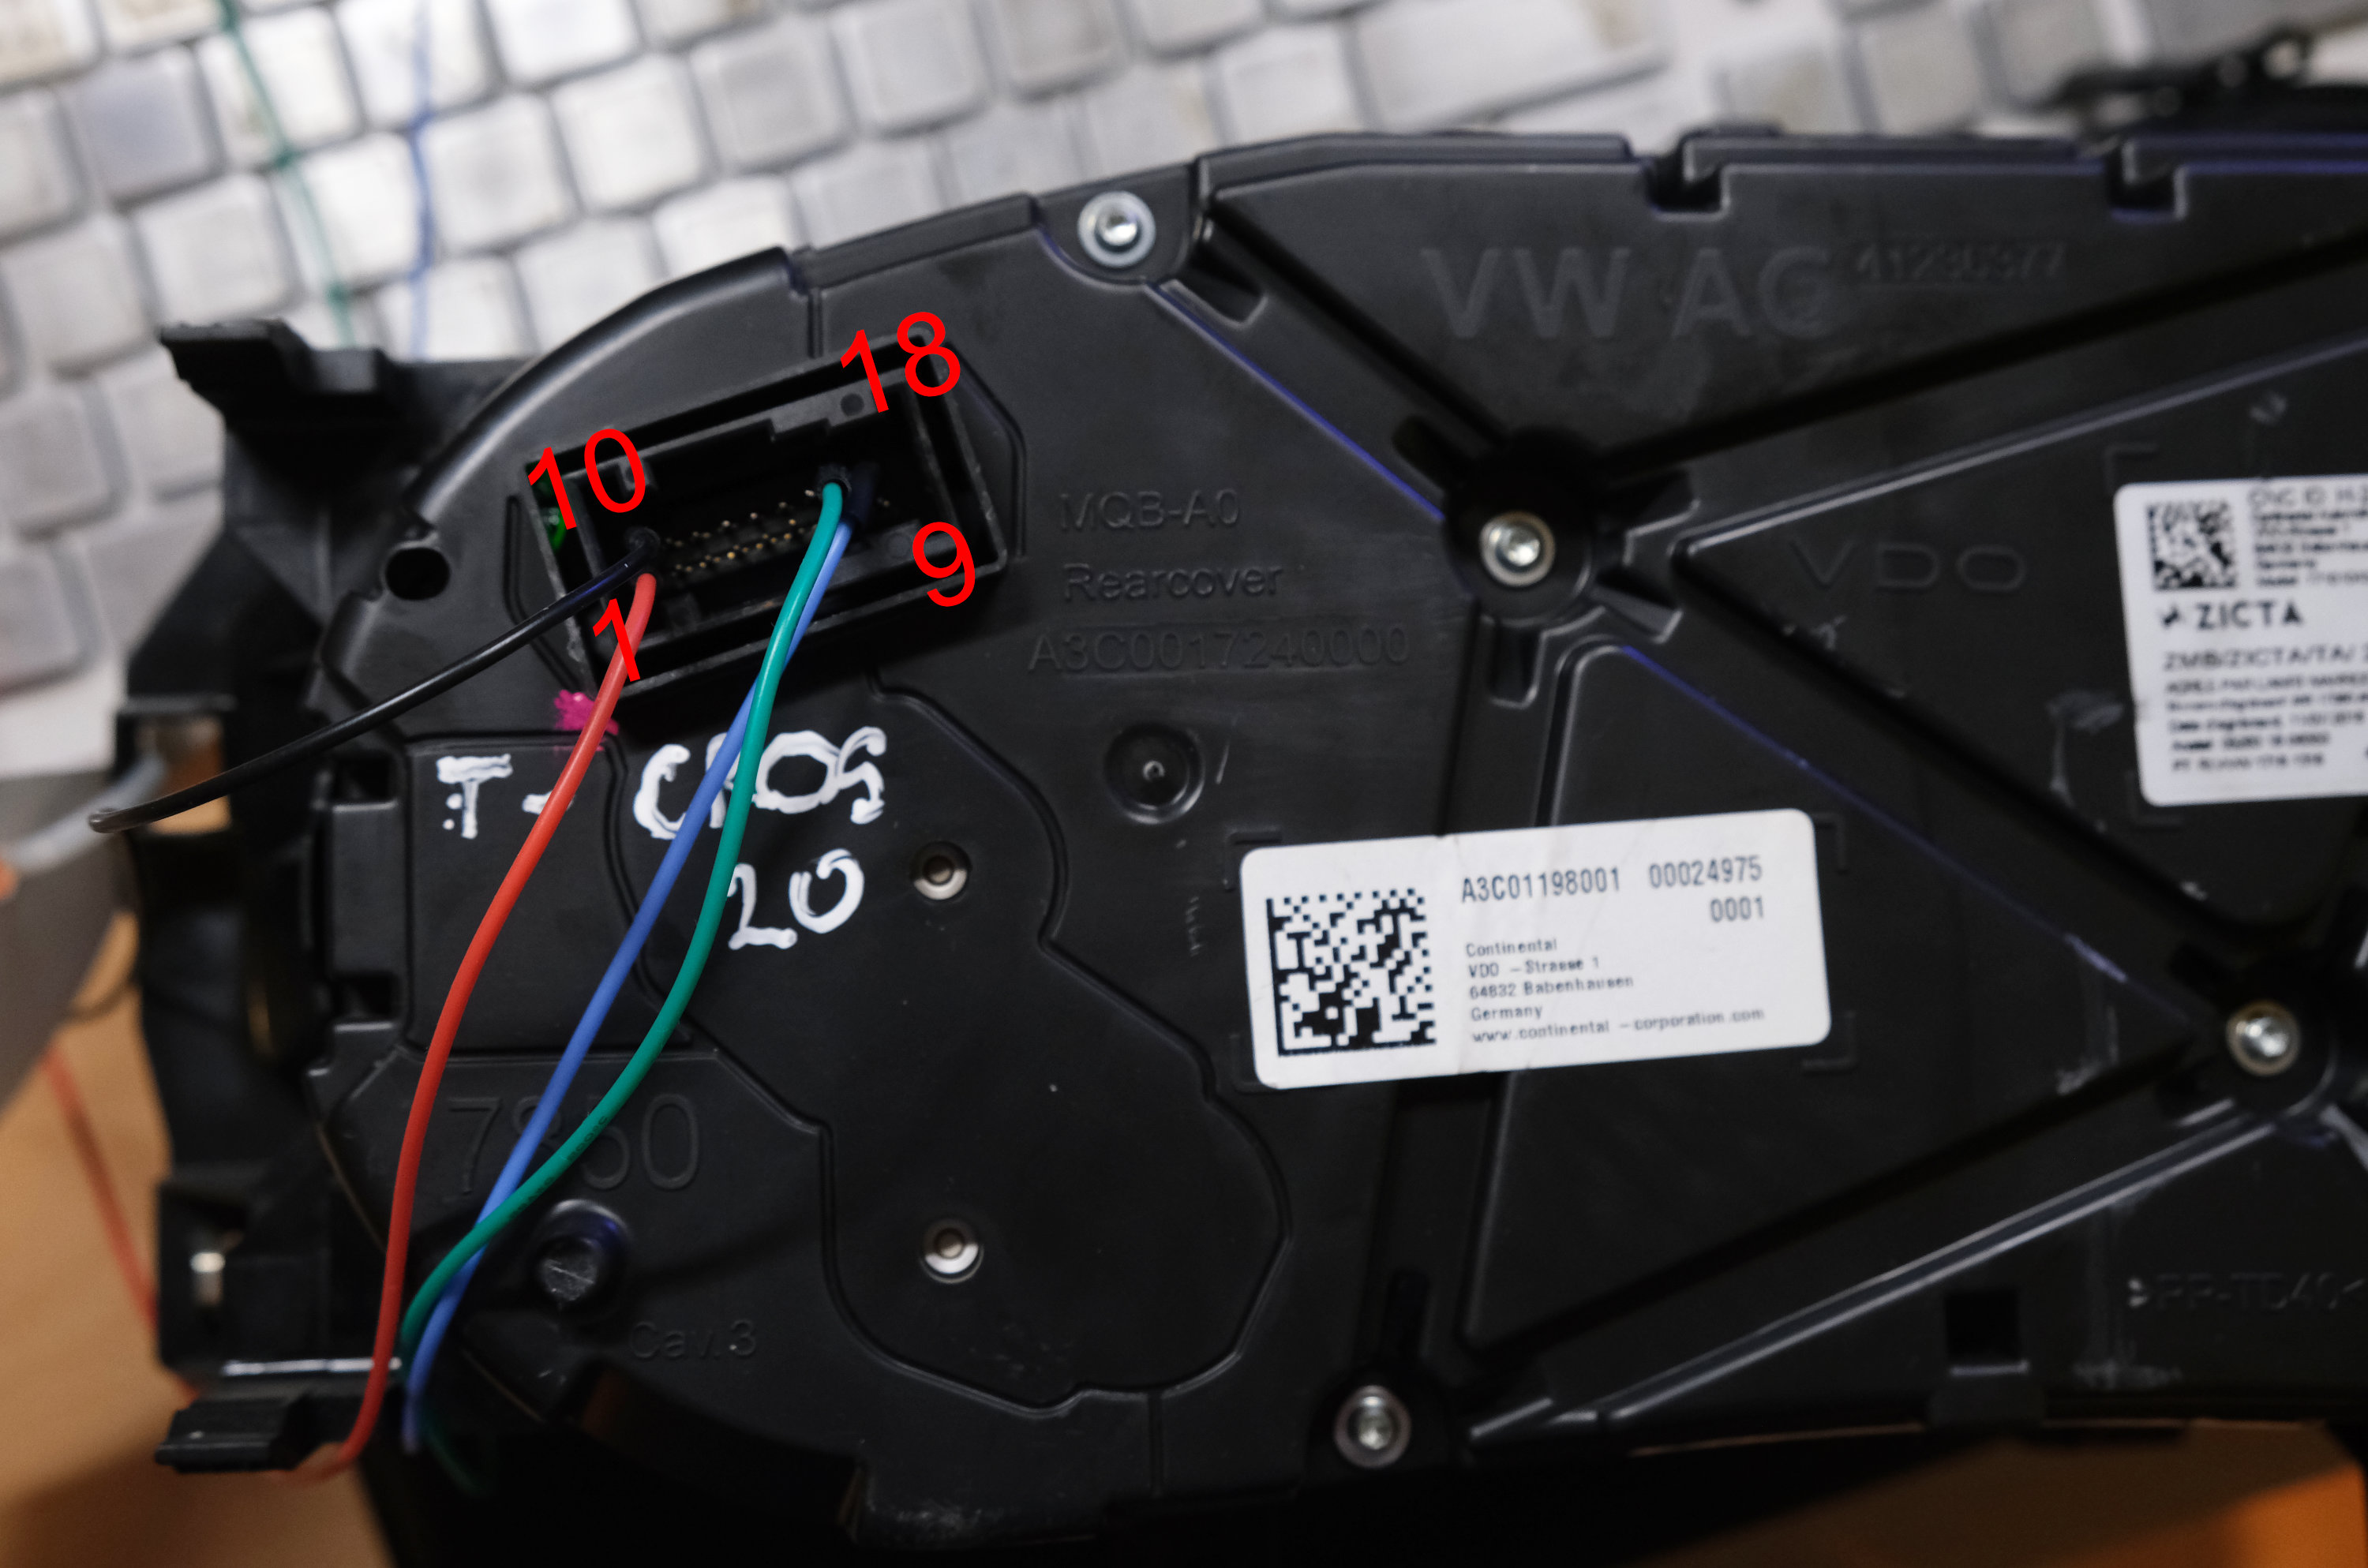 18
10
1
9
VW AG 41235377
MQB-A0
Rearcover
A3C0017240000
VDO
ZICTA
T-CROS
20
A3C01198001 00024975
0001
Continental
VDO - Strasse 1
64832 Babenhausen
Germany
www.continental - corporation.com
7850
Cav.3